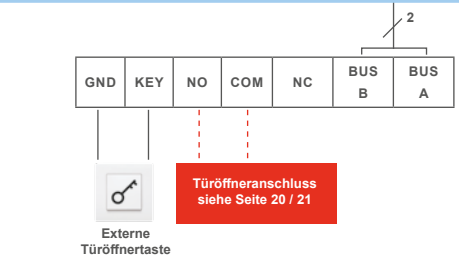 2
GND KEY NO COM NC BUS B BUS A
Türöffneranschluss
siehe Seite 20 / 21
Externe
Türöffnertaste